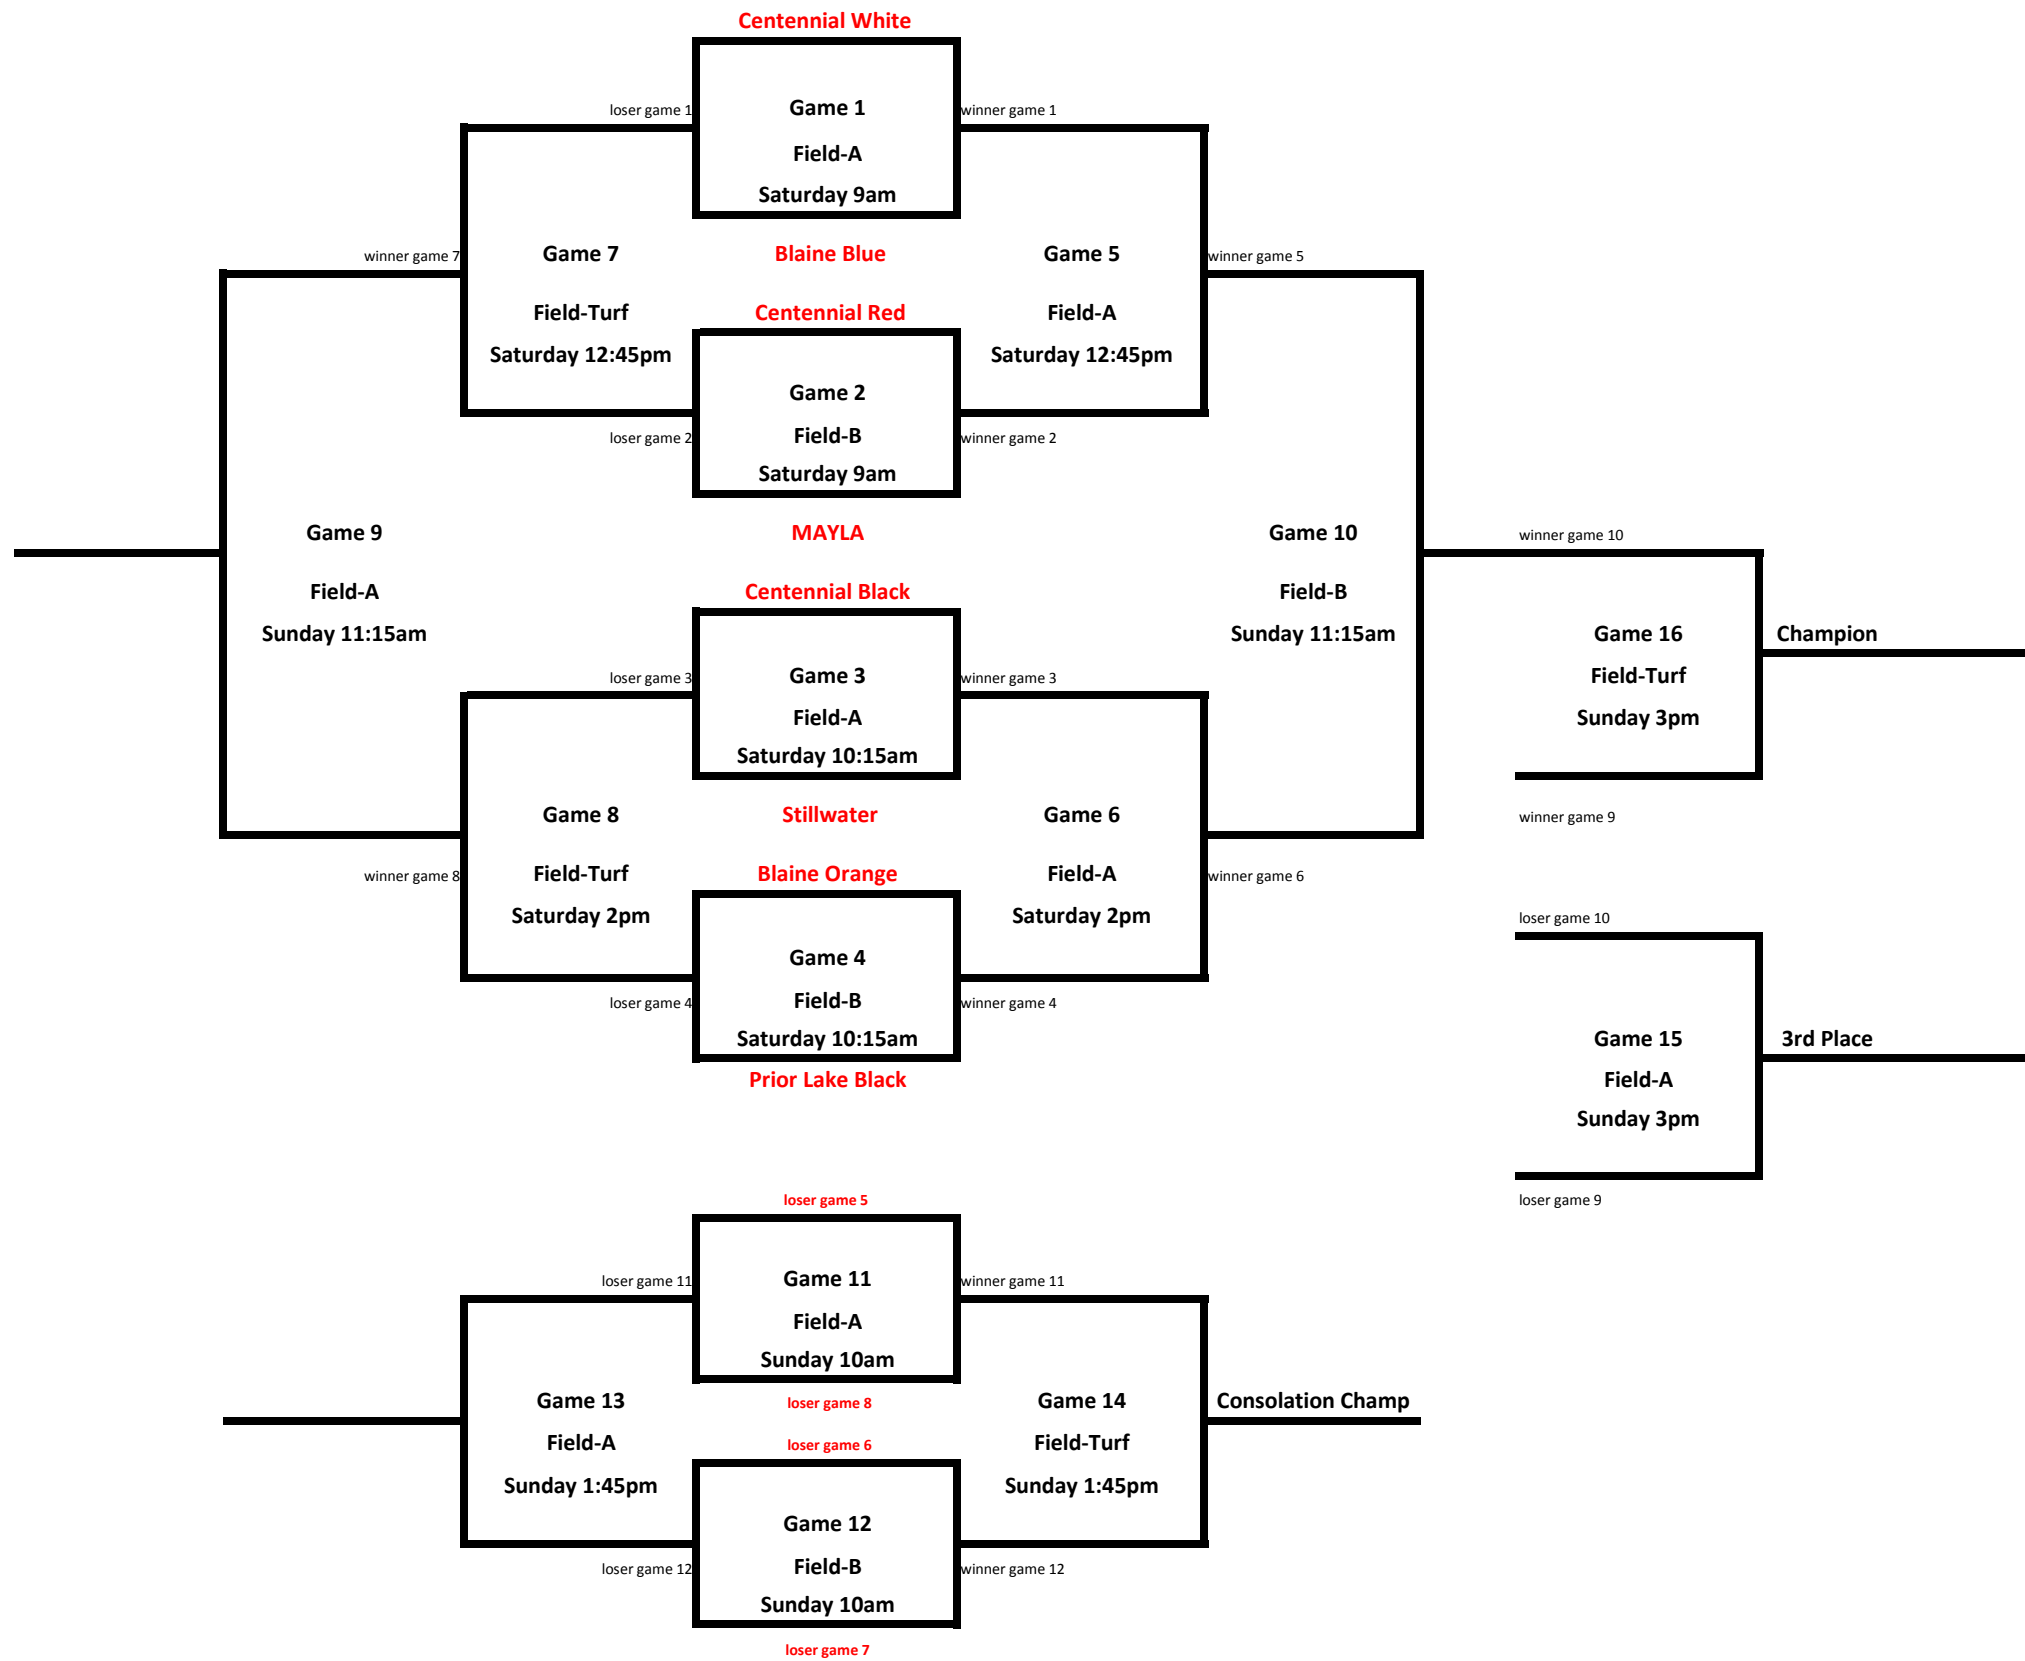 Centennial White
loser game 1
Game 1
winner game 1
Field-A
Saturday 9am
winner game 7
Game 7
Blaine Blue
Game 5
winner game 5
Field-Turf
Centennial Red
Field-A
Saturday 12:45pm
Saturday 12:45pm
Game 2
loser game 2
Field-B
winner game 2
Saturday 9am
Game 9
MAYLA
Game 10
winner game 10
Field-A
Centennial Black
Field-B
Sunday 11:15am
Sunday 11:15am
Game 16
Champion
loser game 3
Game 3
winner game 3
Field-Turf
Field-A
Sunday 3pm
Saturday 10:15am
Game 8
Stillwater
Game 6
winner game 9
winner game 8
Field-Turf
Blaine Orange
Field-A
winner game 6
Saturday 2pm
Saturday 2pm
loser game 10
Game 4
loser game 4
Field-B
winner game 4
Saturday 10:15am
Game 15
3rd Place
Prior Lake Black
Field-A
Sunday 3pm
loser game 5
loser game 9
loser game 11
Game 11
winner game 11
Field-A
Sunday 10am
Game 13
loser game 8
Game 14
Consolation Champ
Field-A
loser game 6
Field-Turf
Sunday 1:45pm
Sunday 1:45pm
Game 12
loser game 12
Field-B
winner game 12
Sunday 10am
loser game 7